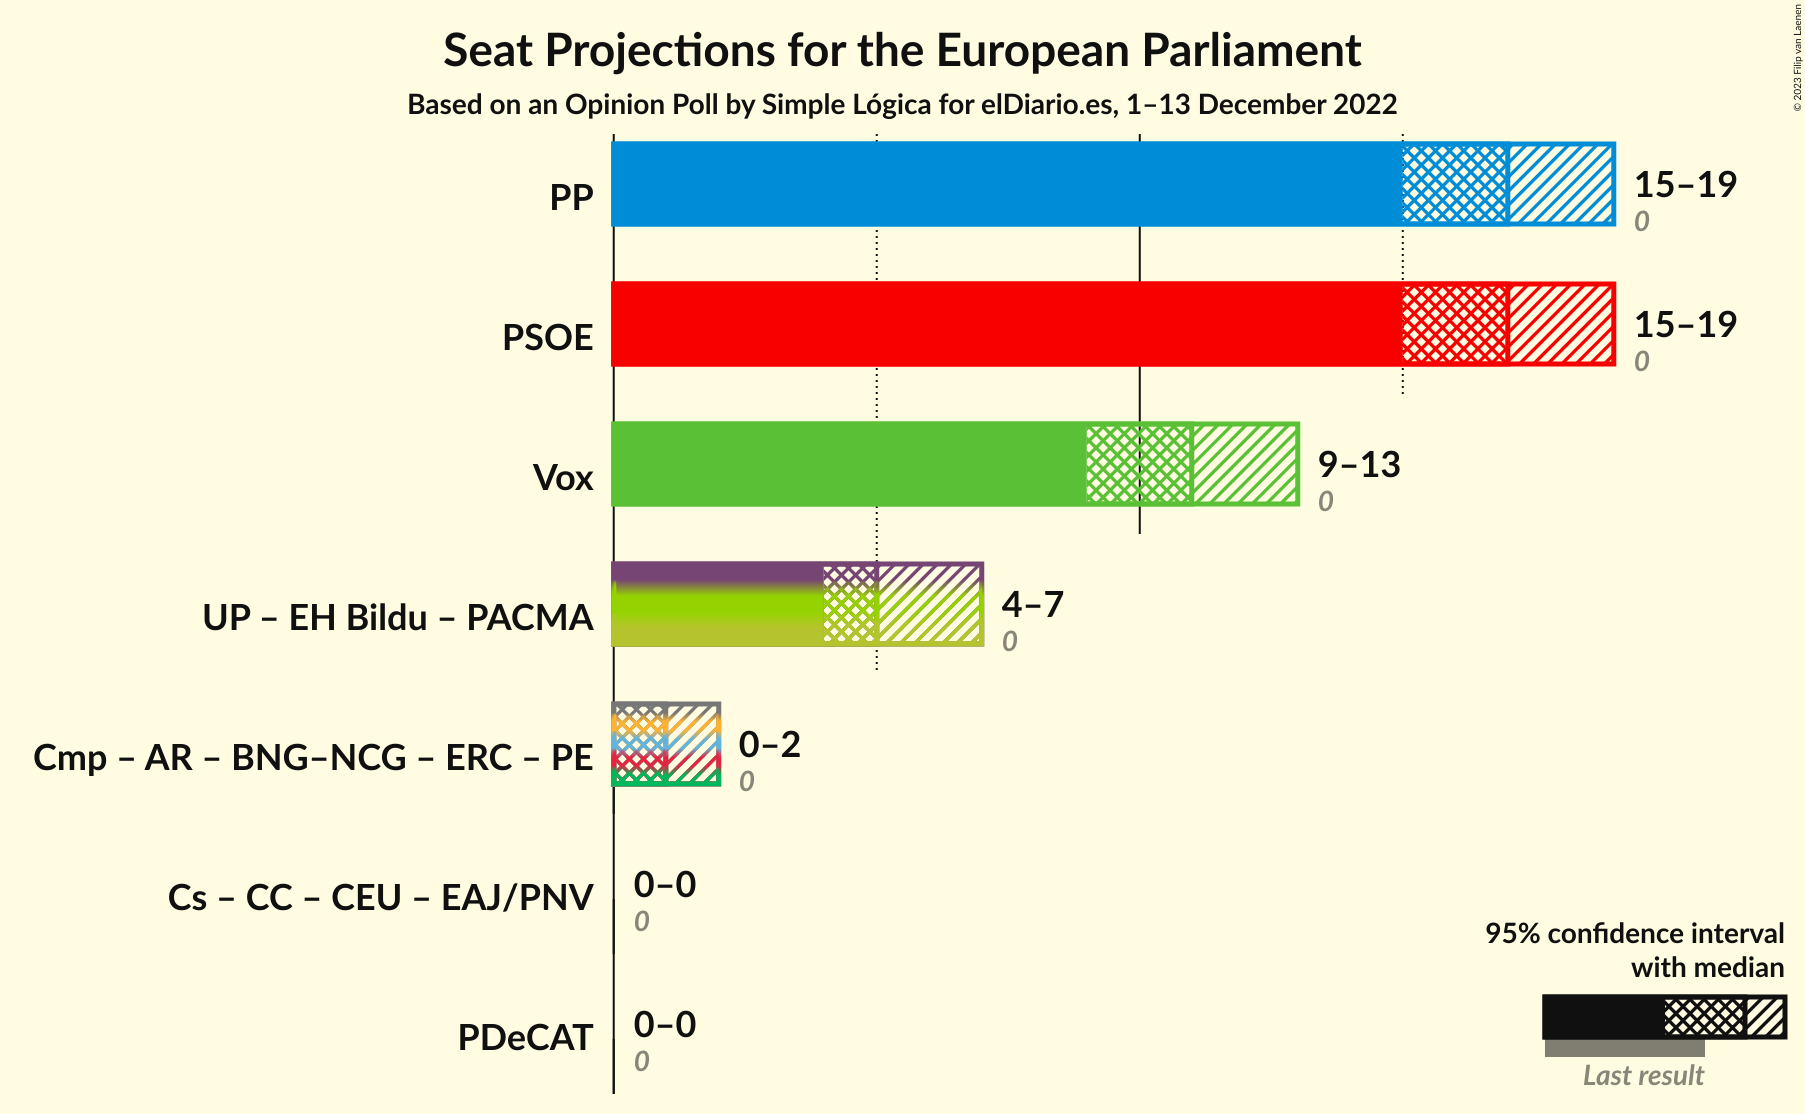 Seat Projections for the European Parliament
Based on an Opinion Poll by Simple Lógica for elDiario.es, 1–13 December 2022
© 2023 Filip van Laenen
PP
15–19
0
PSOE
15–19
0
Vox
9–13
0
UP – EH Bildu – PACMA
4–7
0
Cmp – AR – BNG–NCG – ERC – PE
0–2
0
Cs – CC – CEU – EAJ/PNV
0–0
0
PDeCAT
0–0
0
95% confidence interval
with median
Last result